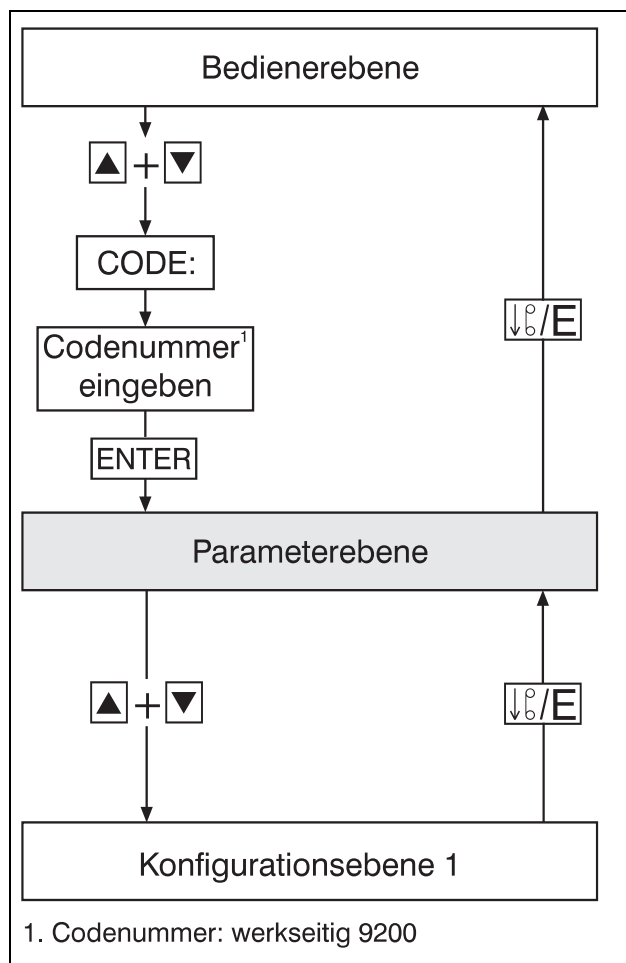 Bedienerebene
▲ + ▼
CODE:
/E
Codenummer1
eingeben
ENTER
Parameterebene
▲ + ▼
/E
Konfigurationsebene 1
1. Codenummer: werkseitig 9200